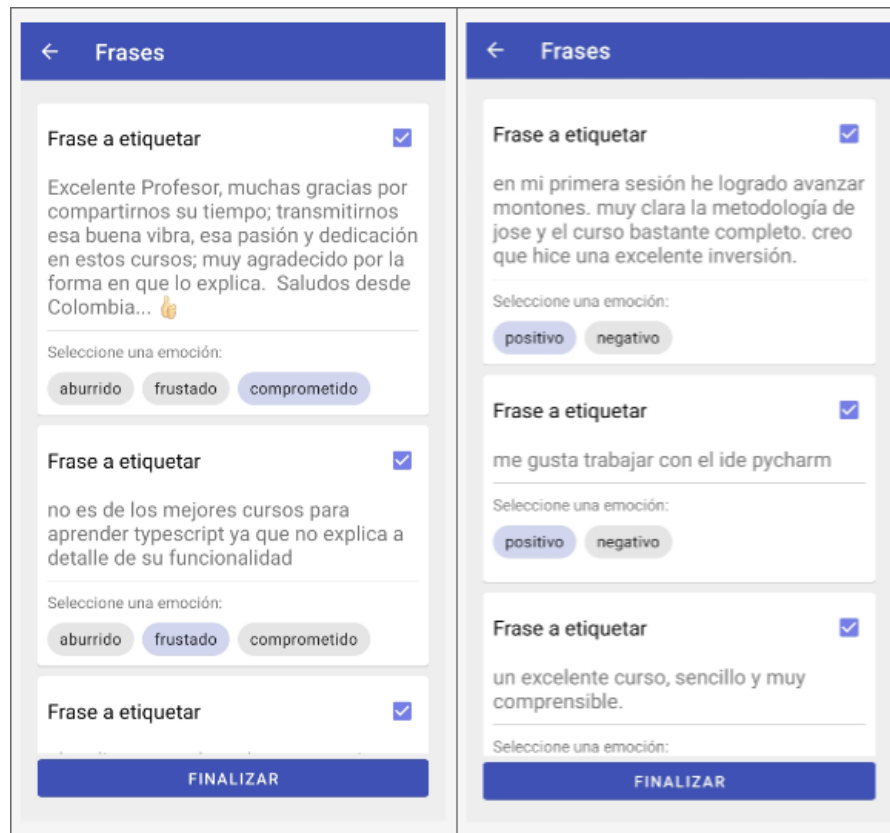 Frases
Frase a etiquetar
Excelente Profesor, muchas gracias por
compartirnos su tiempo; transmitirnos
esa buena vibra, esa pasión y dedicación
en estos cursos; muy agradecido por la
forma en que lo explica.  Saludos desde
Colombia... 👍🏻
Seleccione una emoción:
aburrido frustado comprometido
Frase a etiquetar
no es de los mejores cursos para
aprender typescript ya que no explica a
detalle de su funcionalidad
Seleccione una emoción:
aburrido frustado comprometido
Frase a etiquetar
FINALIZAR
Frases
Frase a etiquetar
en mi primera sesión he logrado avanzar
montones. muy clara la metodología de
jose y el curso bastante completo. creo
que hice una excelente inversión.
Seleccione una emoción:
positivo negativo
Frase a etiquetar
me gusta trabajar con el ide pycharm
Seleccione una emoción:
positivo negativo
Frase a etiquetar
un excelente curso, sencillo y muy
comprensible.
Seleccione una emoción:
FINALIZAR